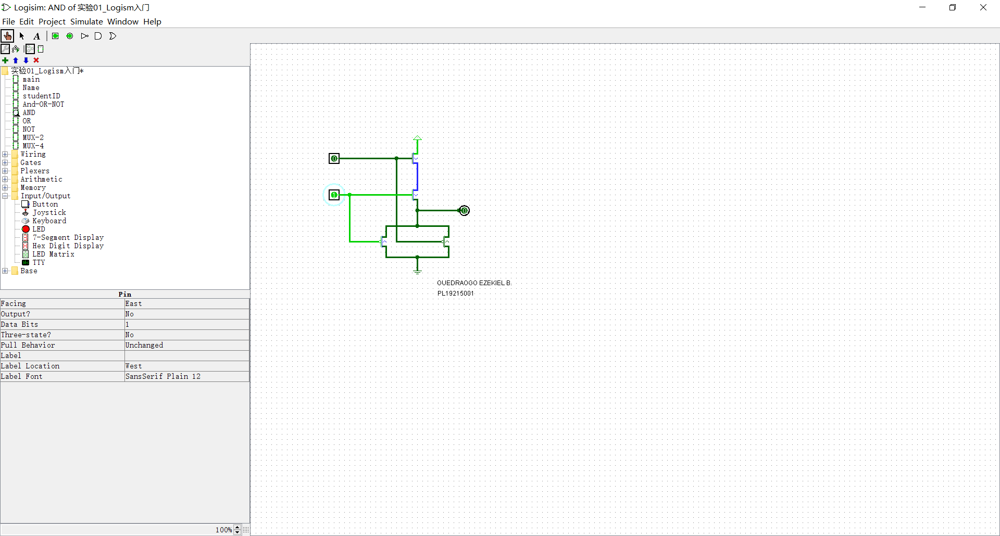 Logisim: AND of 实验01_Logism入门
File Edit Project Simulate Window Help
A
实验01_Logism入门*
main
Name
studentID
And-OR-NOT
AND
OR
NOT
MUX-2
MUX-4
Wiring
Gates
Plexers
Arithmetic
Memory
Input/Output
Button
Joystick
Keyboard
LED
7-Segment Display
Hex Digit Display
LED Matrix
TTY
Base
Pin
Facing East
Output? No
Data Bits 1
Three-state? No
Pull Behavior Unchanged
Label
Label Location West
Label Font SansSerif Plain 12
100%
0
1
0
OUEDRAOGO EZEKIEL B.
PL19215001